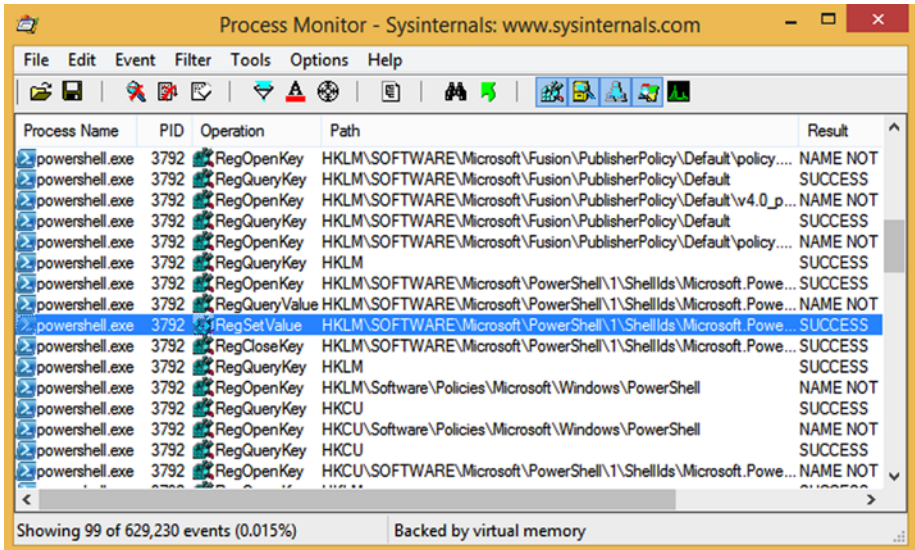 Process Monitor - Sysinternals: www.sysinternals.com
File Edit Event Filter Tools Options Help
Process Name PID Operation Path Result
powershell.exe 3792 RegOpenKey HKLM\SOFTWARE\Microsoft\Fusion\PublisherPolicy\Default\policy.... NAME NOT
powershell.exe 3792 RegQueryKey HKLM\SOFTWARE\Microsoft\Fusion\PublisherPolicy\Default SUCCESS
powershell.exe 3792 RegOpenKey HKLM\SOFTWARE\Microsoft\Fusion\PublisherPolicy\Default\v4.0_p... NAME NOT
powershell.exe 3792 RegQueryKey HKLM\SOFTWARE\Microsoft\Fusion\PublisherPolicy\Default SUCCESS
powershell.exe 3792 RegOpenKey HKLM\SOFTWARE\Microsoft\Fusion\PublisherPolicy\Default\policy.... NAME NOT
powershell.exe 3792 RegQueryKey HKLM SUCCESS
powershell.exe 3792 RegOpenKey HKLM\SOFTWARE\Microsoft\PowerShell\1\ShellIds\Microsoft.Powe... SUCCESS
powershell.exe 3792 RegQueryValue HKLM\SOFTWARE\Microsoft\PowerShell\1\ShellIds\Microsoft.Powe... NAME NOT
powershell.exe 3792 RegSetValue HKLM\SOFTWARE\Microsoft\PowerShell\1\ShellIds\Microsoft.Powe... SUCCESS
powershell.exe 3792 RegCloseKey HKLM\SOFTWARE\Microsoft\PowerShell\1\ShellIds\Microsoft.Powe... SUCCESS
powershell.exe 3792 RegQueryKey HKLM SUCCESS
powershell.exe 3792 RegOpenKey HKLM\Software\Policies\Microsoft\Windows\PowerShell NAME NOT
powershell.exe 3792 RegQueryKey HKCU SUCCESS
powershell.exe 3792 RegOpenKey HKCU\Software\Policies\Microsoft\Windows\PowerShell NAME NOT
powershell.exe 3792 RegQueryKey HKCU SUCCESS
powershell.exe 3792 RegOpenKey HKCU\SOFTWARE\Microsoft\PowerShell\1\ShellIds\Microsoft.Powe... NAME NOT
Showing 99 of 629,230 events (0.015%) Backed by virtual memory